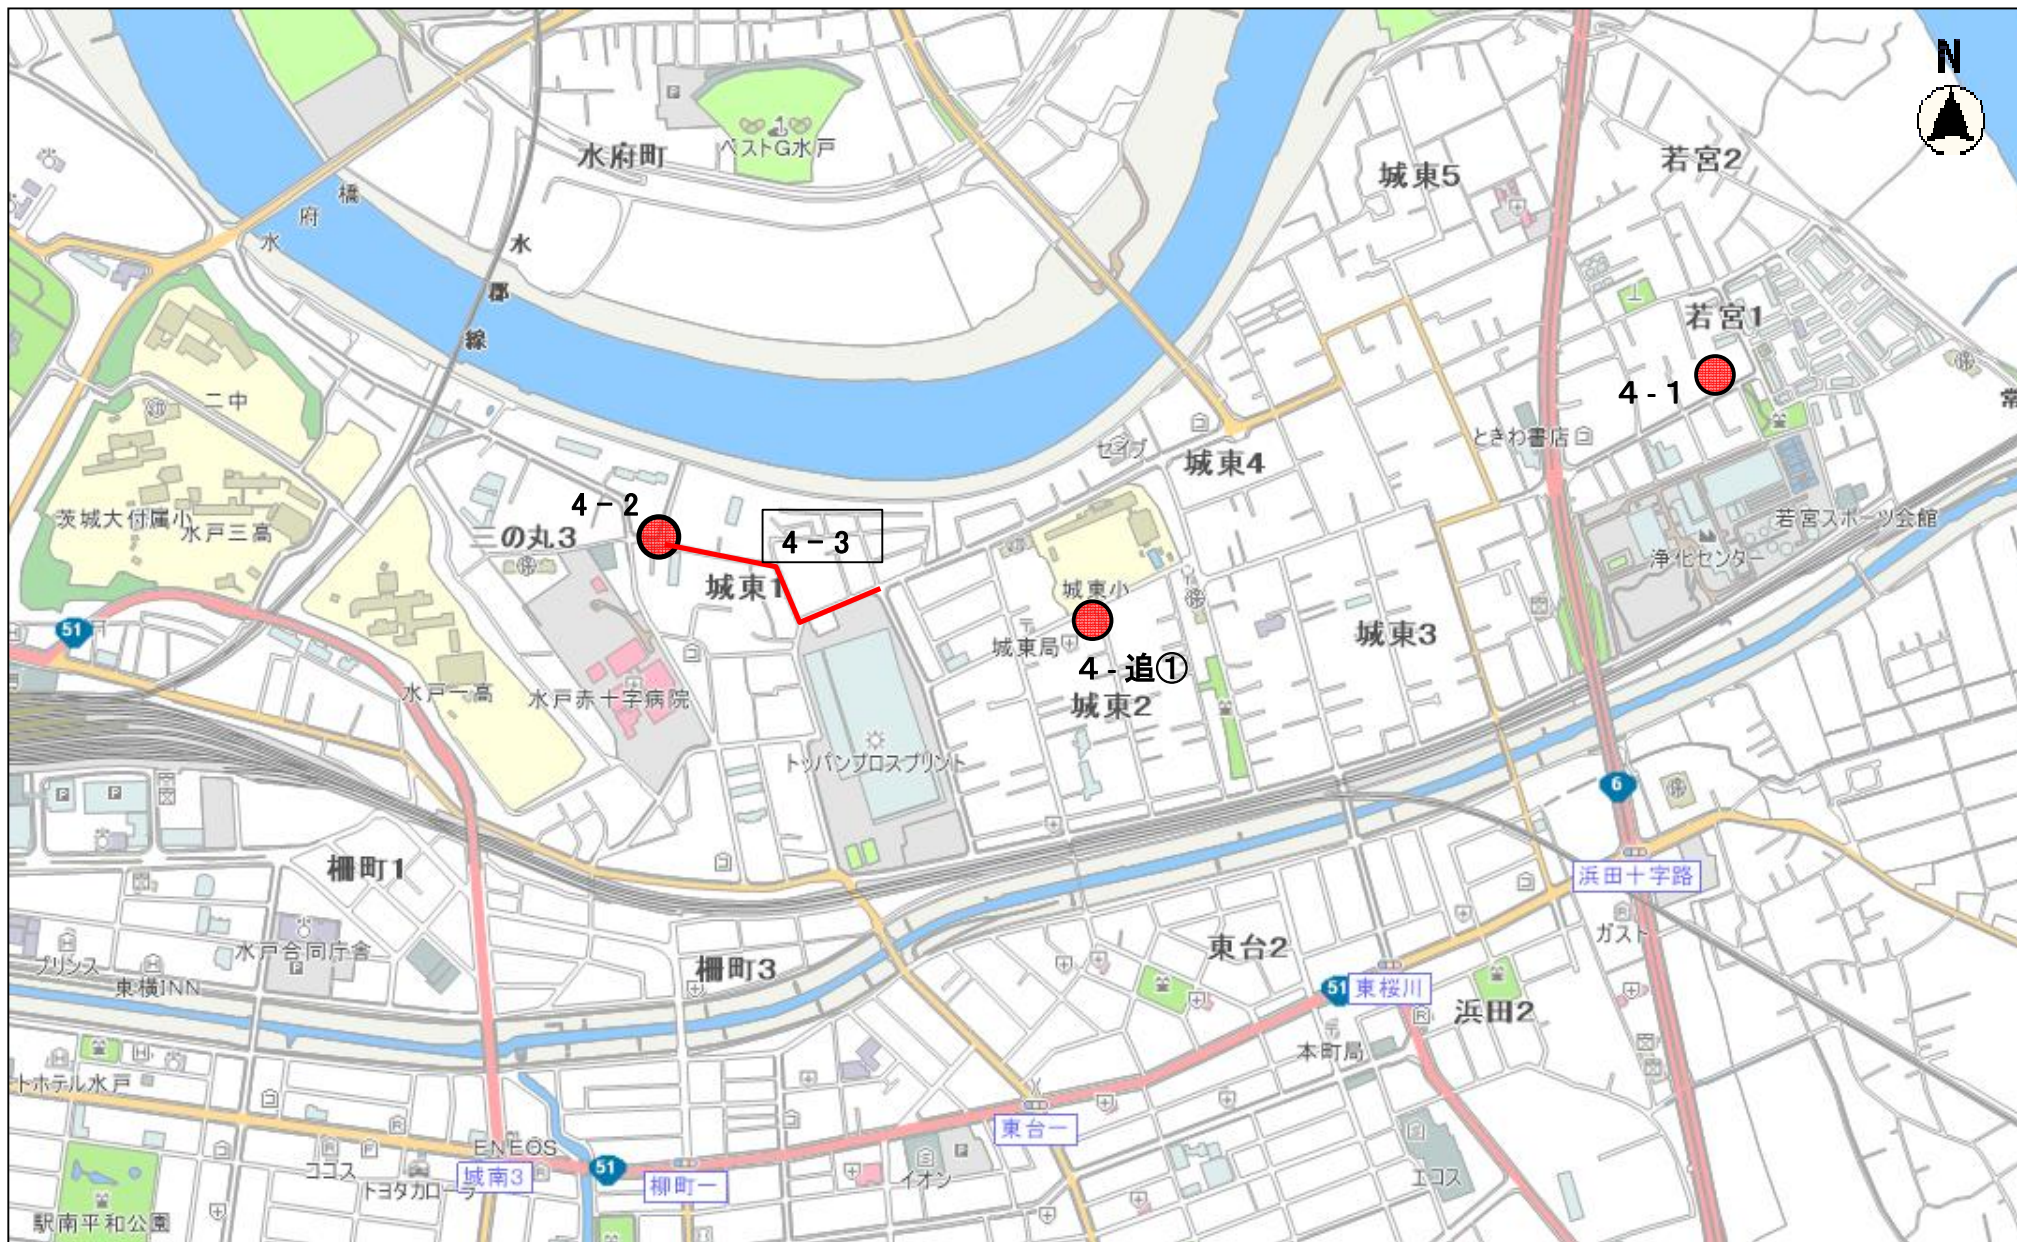 N
水府町
ベストG水戸
城東5
若宮2
水府橋
水郡線
若宮1
4-1
二中
ときわ書店
常
セイブ
城東4
4-2
4-3
茨城大付属小
水戸三高
三の丸3
若宮スポーツ会館
浄化センター
城東1
城東小
城東局
城東3
51
4-追①
水戸一高
水戸赤十字病院
城東2
トッパンプロスプリント
6
柵町1
浜田十字路
水戸合同庁舎
プリンス
東横INN
柵町3
東台2
ガスト
51
東桜川
浜田2
本町局
トホテル水戸
東台一
ENEOS
城南3
51
柳町一
ココス
トヨタカローラ
イオン
エコス
駅南平和公園